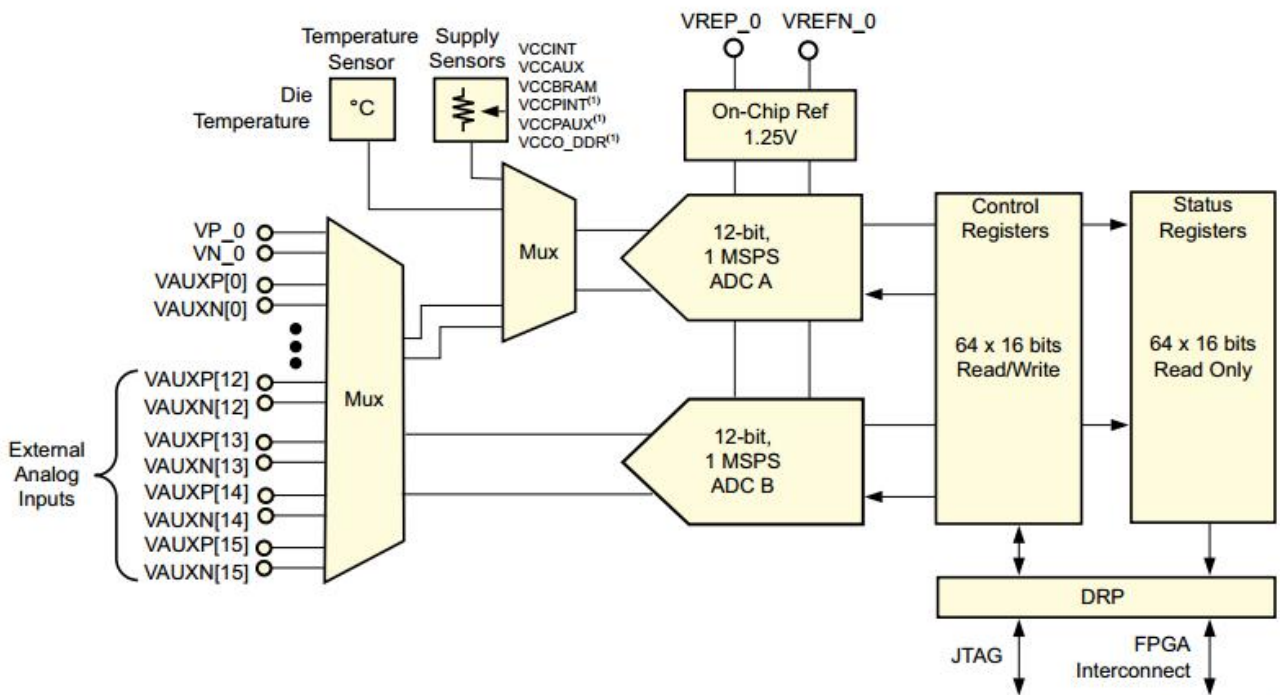 VREP_0
VREFN_0
Temperature
Sensor
Supply
Sensors
VCCINT
VCCAUX
VCCBRAM
VCCPINT(1)
VCCPAUX(1)
VCCO_DDR(1)
Die
Temperature
°C
On-Chip Ref
1.25V
VP_0
VN_0
VAUXP[0]
VAUXN[0]
VAUXP[12]
VAUXN[12]
VAUXP[13]
VAUXN[13]
VAUXP[14]
VAUXN[14]
VAUXP[15]
VAUXN[15]
External
Analog
Inputs
Mux
Mux
12-bit,
1 MSPS
ADC A
12-bit,
1 MSPS
ADC B
Control
Registers
64 x 16 bits
Read/Write
Status
Registers
64 x 16 bits
Read Only
DRP
JTAG
FPGA
Interconnect